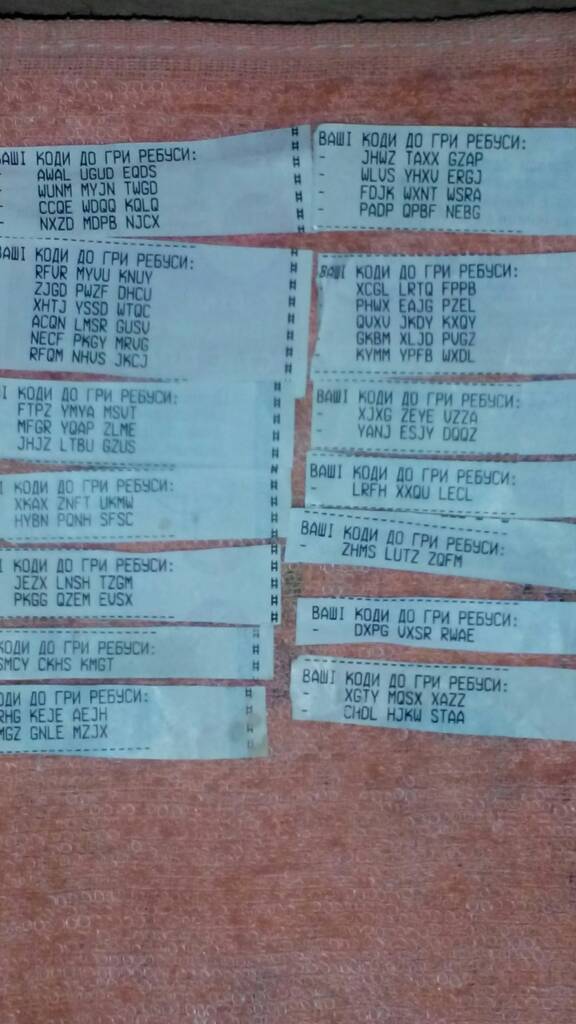 ВАШІ КОДИ ДО ГРИ РЕБУСИ:
- AWAL UGUD EQDS
- WUNM MYJN TWGD
- CCQE WDQQ KQLQ
- NXZD MDPB NJCX
ВАШІ КОДИ ДО ГРИ РЕБУСИ:
RFVR MYVU KNUY
ZJGD PWZF DHCU
XHTJ YSSD WTQC
ACQN LMSR GUSV
NECF PKGY MRVG
RFQM NHVS JKCJ
КОДИ ДО ГРИ РЕБУСИ:
FTPZ YMYA MSVT
MFGR YQAP ZLME
JHJZ LTBU GZUS
КОДИ ДО ГРИ РЕБУСИ:
XKAX ZNFT UKMW
HYBN PQNH SFSC
КОДИ ДО ГРИ РЕБУСИ:
JEZX LNSH TZGM
PKGG QZEM EVSX
КОДИ ДО ГРИ РЕБУСИ:
SMCY CKHS KMGT
ДО ГРИ РЕБУСИ:
KEJE AEJH
GNLE MZJX
ВАШІ КОДИ ДО ГРИ РЕБУСИ:
- JHWZ TAXX GZAP
- WLVS YHXV ERGJ
- FDJK WXNT WSRA
- PADP QPBF NEBG
ВАШІ КОДИ ДО ГРИ РЕБУСИ:
- XCGL LRTQ FPPB
- PHWX EAJG PZEL
- QVXV JKDY KXQY
- GKBM XLJD PVGZ
- KYMM YPFB WXDL
ВАШІ КОДИ ДО ГРИ РЕБУСИ:
- XJXG ZEYE VZZA
- YANJ ESJY DQQZ
ВАШІ КОДИ ДО ГРИ РЕБУСИ:
- LRFH XXQU LECL
ВАШІ КОДИ ДО ГРИ РЕБУСИ:
- ZHMS LUTZ ZQFM
ВАШІ КОДИ ДО ГРИ РЕБУСИ:
- DXPG VXSR RWAE
ВАШІ КОДИ ДО ГРИ РЕБУСИ:
- XGTY MQSX XAZZ
- CHDL HJKW STAA